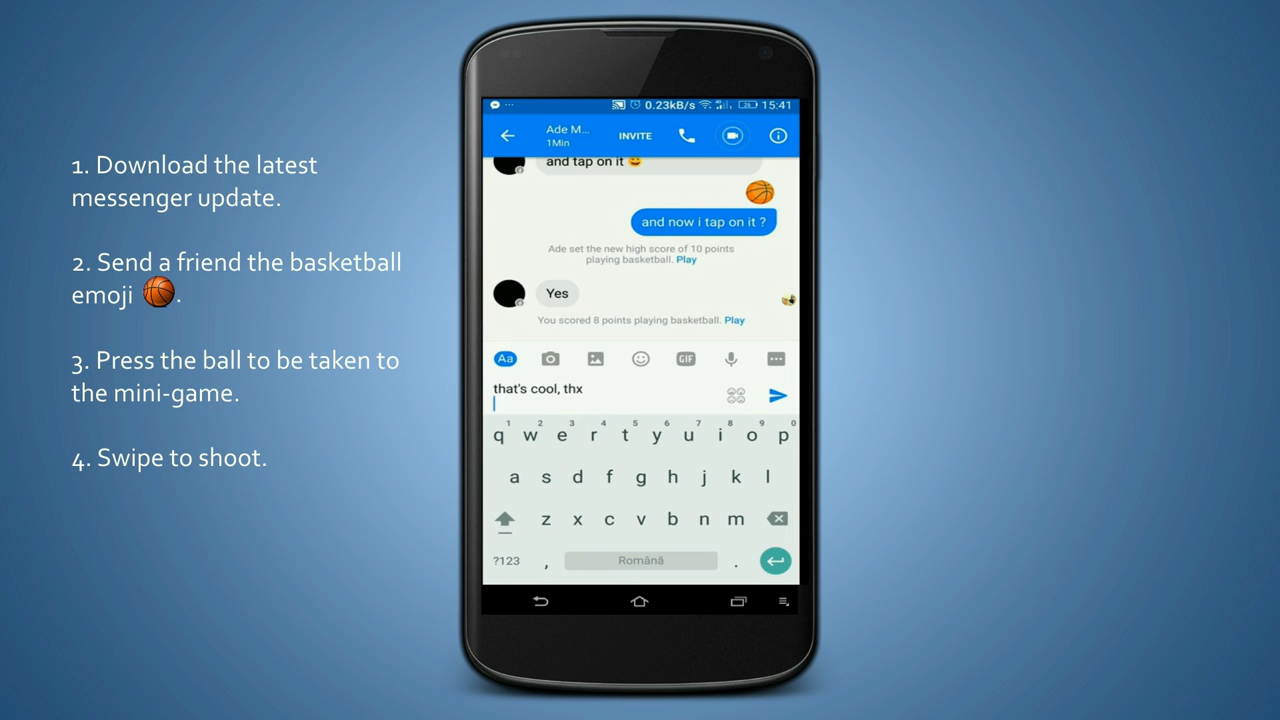 1. Download the latest
messenger update.
2. Send a friend the basketball
emoji 🏀.
3. Press the ball to be taken to
the mini-game.
4. Swipe to shoot.
0.23kB/s 26 15:41
Ade M...
1Min
INVITE
and tap on it 😄
🏀
and now i tap on it ?
Ade set the new high score of 10 points
playing basketball. Play
Yes
You scored 8 points playing basketball. Play
Aa GIF
that's cool, thx
1 2 3 4 5 6 7 8 9 0
q w e r t y u i o p
a s d f g h j k l
z x c v b n m
?123 , Română .